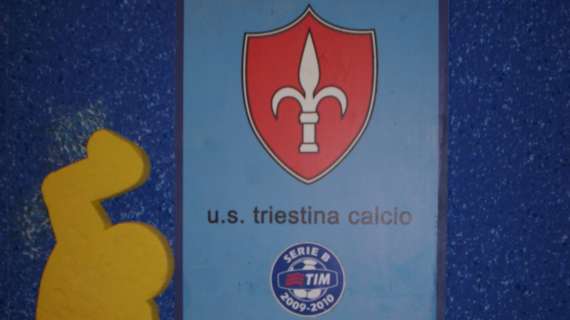 u.s. triestina calcio
SERIE B
TIM
2009-2010